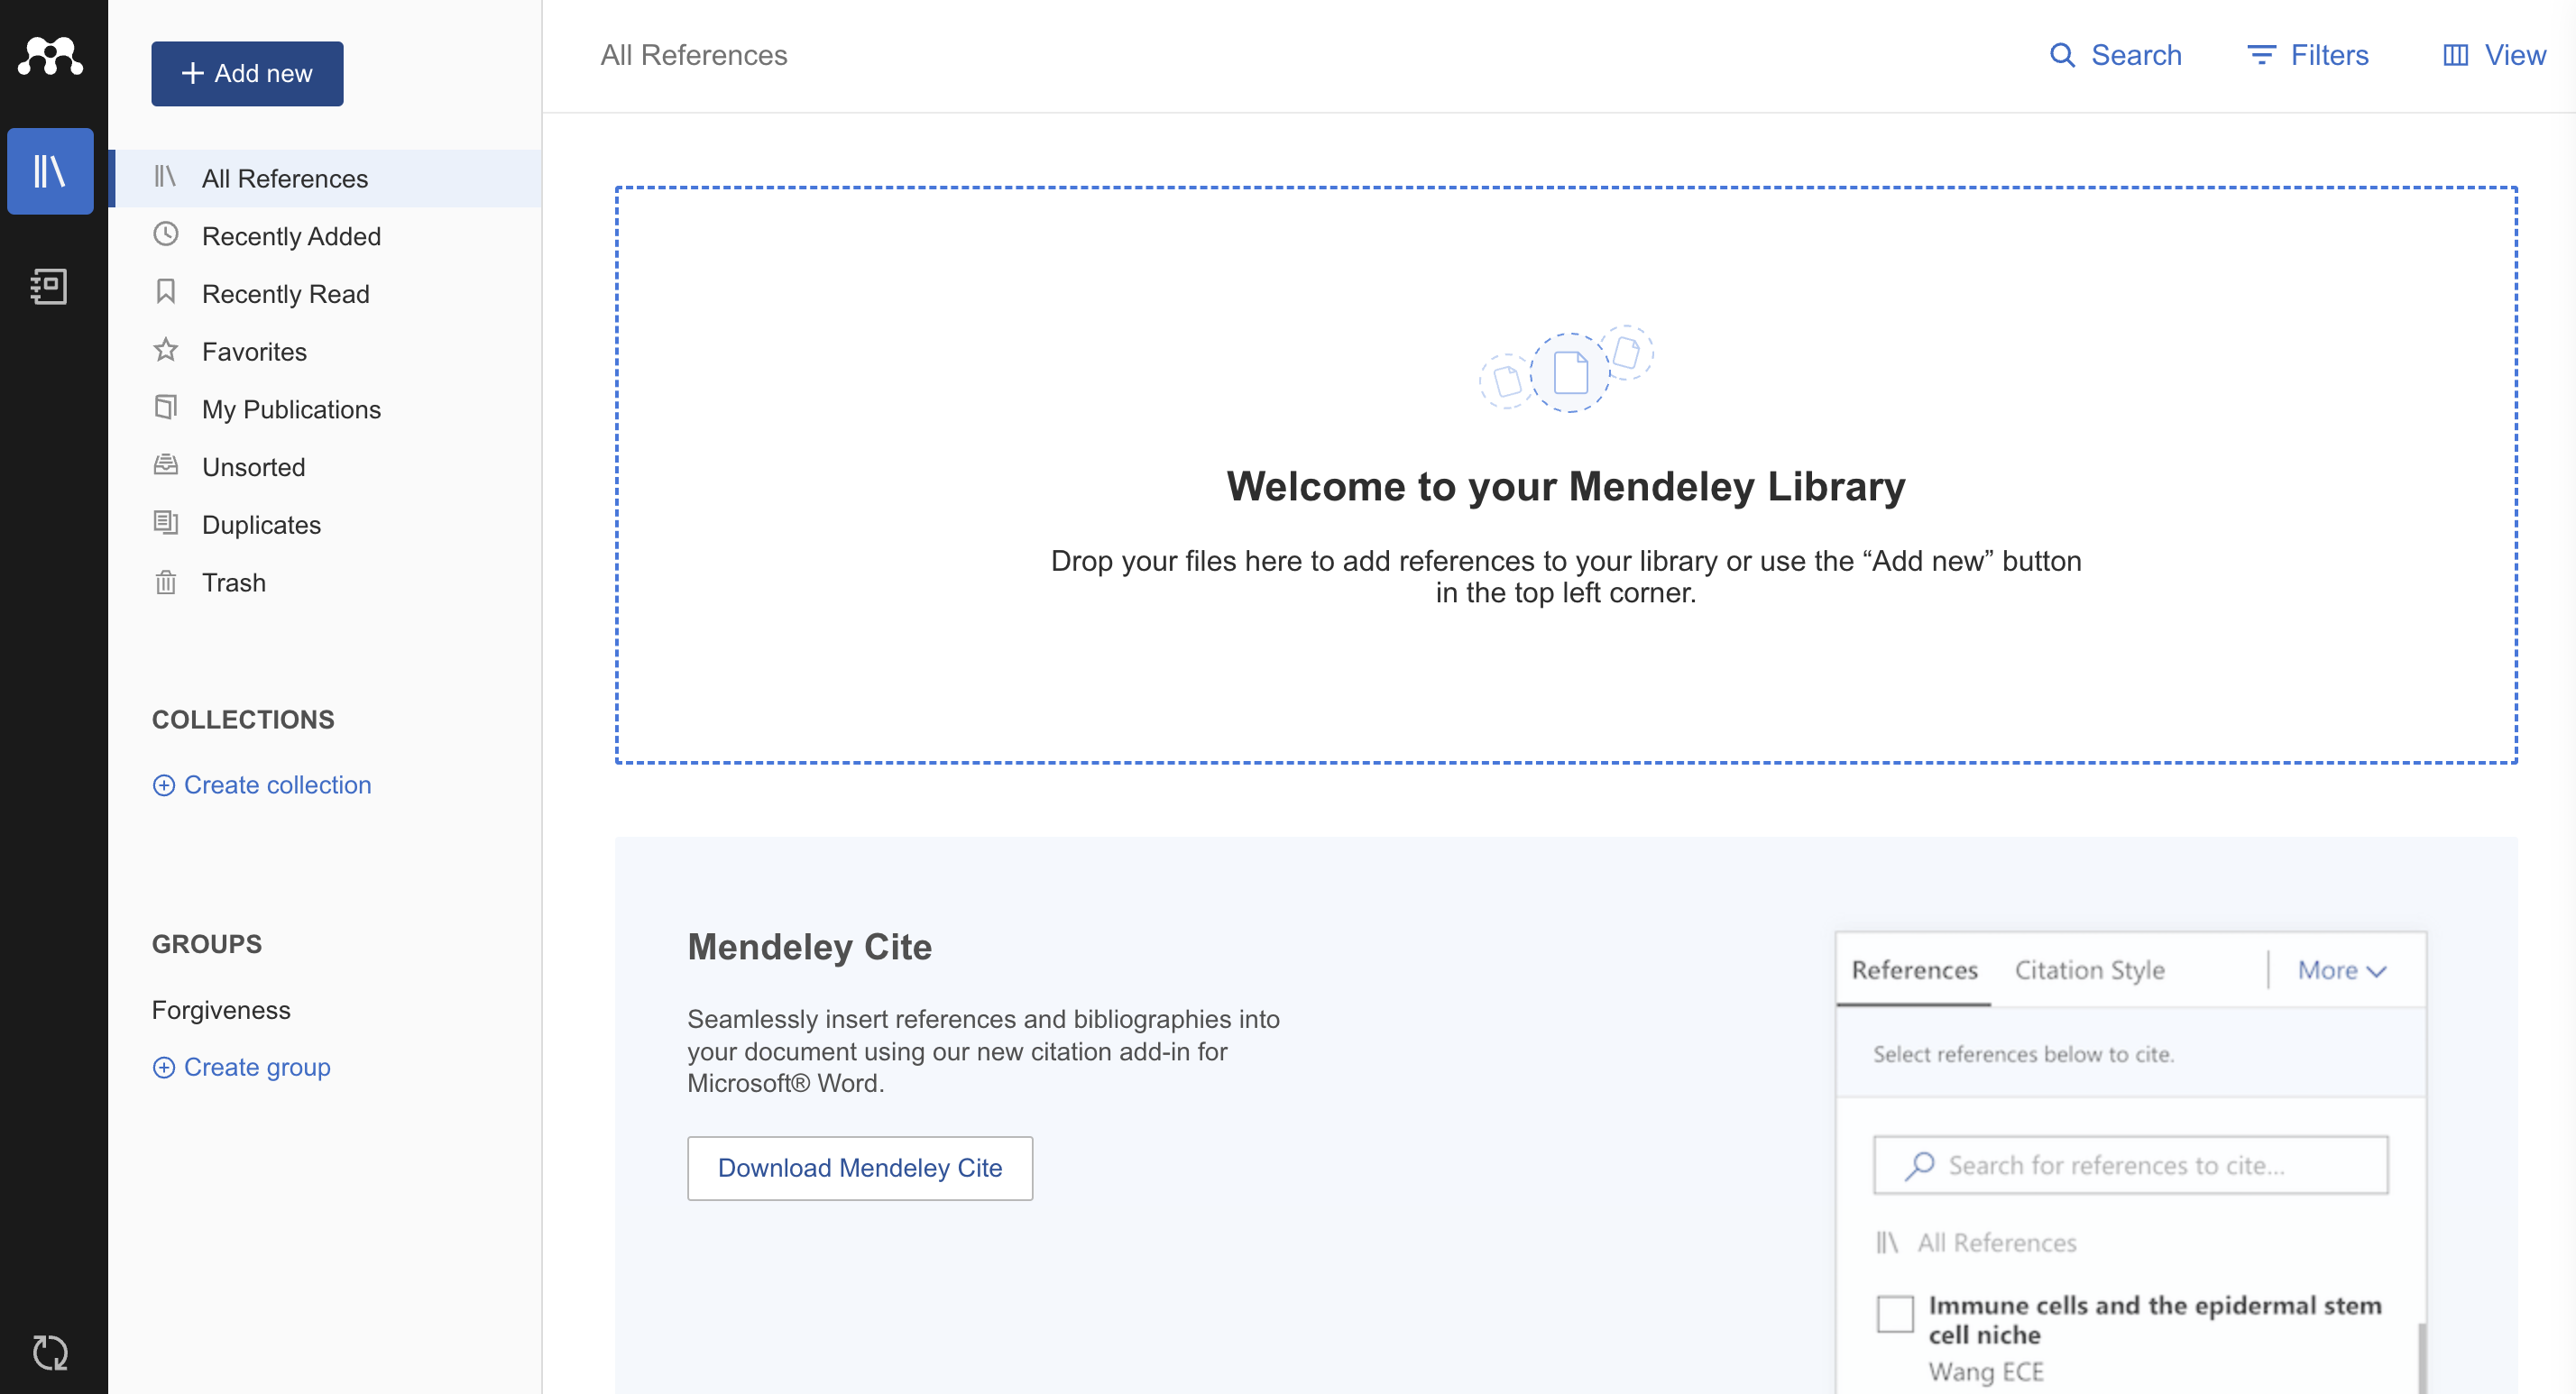 Add new
All References
Recently Added
Recently Read
Favorites
My Publications
Unsorted
Duplicates
Trash
COLLECTIONS
Create collection
GROUPS
Forgiveness
Create group
All References
Search
Filters
View
Welcome to your Mendeley Library
Drop your files here to add references to your library or use the “Add new” button
in the top left corner.
Mendeley Cite
Seamlessly insert references and bibliographies into
your document using our new citation add-in for
Microsoft® Word.
Download Mendeley Cite
References Citation Style More
Select references below to cite.
Search for references to cite...
All References
Immune cells and the epidermal stem
cell niche
Wang ECE